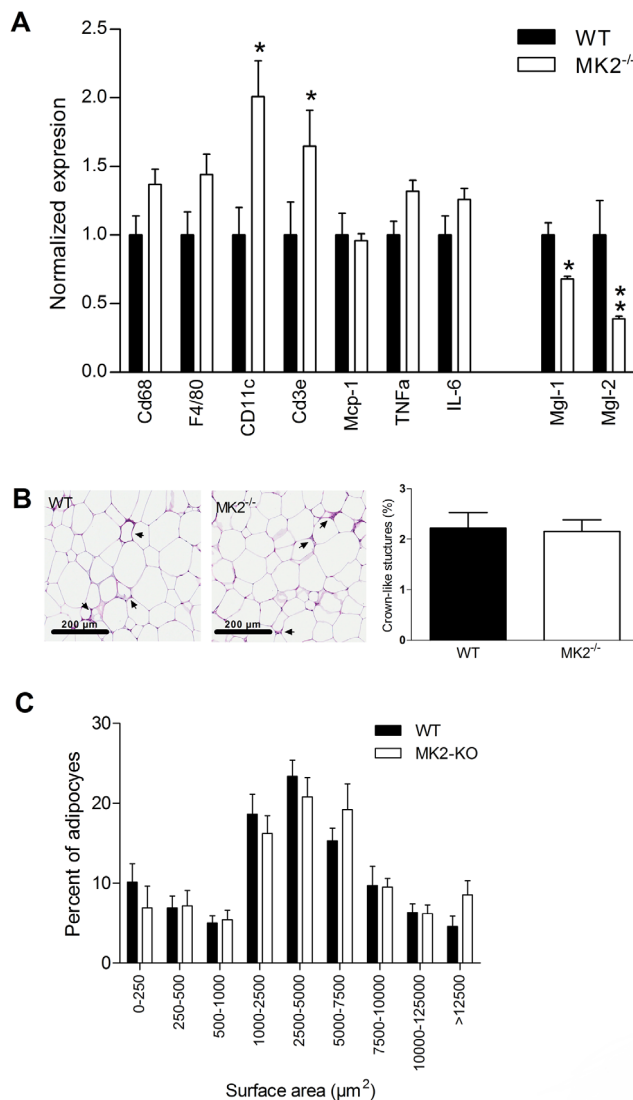 A
Normalized expresion
2.5
2.0
1.5
1.0
0.5
0.0
WT
MK2-/-
*
*
*
**
Cd68
F4/80
CD11c
Cd3e
Mcp-1
TNFa
IL-6
Mgl-1
Mgl-2
B
WT
200 µm
MK2-/-
200 µm
Crown-like stuctures (%)
3
2
1
0
WT
MK2-/-
C
WT
MK2-KO
Percent of adipocyes
30
20
10
0
0-250
250-500
500-1000
1000-2500
2500-5000
5000-7500
7500-10000
10000-125000
>12500
Surface area (µm2)